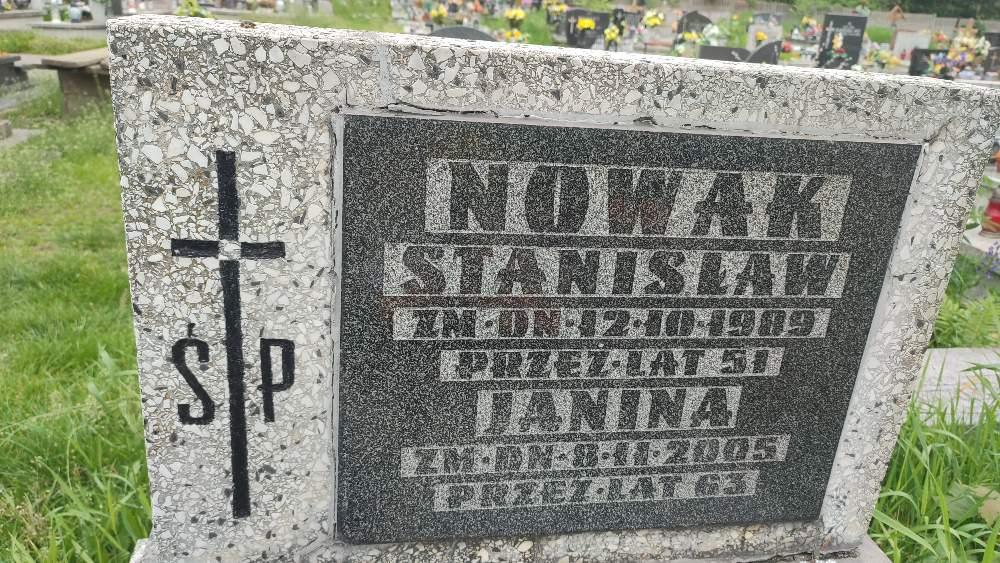 Ś P
NOWAK
STANISŁAW
ZM·DN·12·10·1989
PRZEŻ·LAT 51
JANINA
ZM·DN·8·11·2005
PRZEŻ·LAT 63